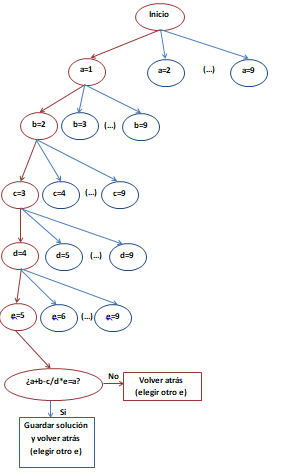 Inicio
a=1 a=2 (...) a=9
b=2 b=3 (...) b=9
c=3 c=4 (...) c=9
d=4 d=5 (...) d=9
e=5 e=6 (...) e=9
¿a+b-c/d*e=a?
No
Volver atrás
(elegir otro e)
Si
Guardar solución
y volver atrás
(elegir otro e)